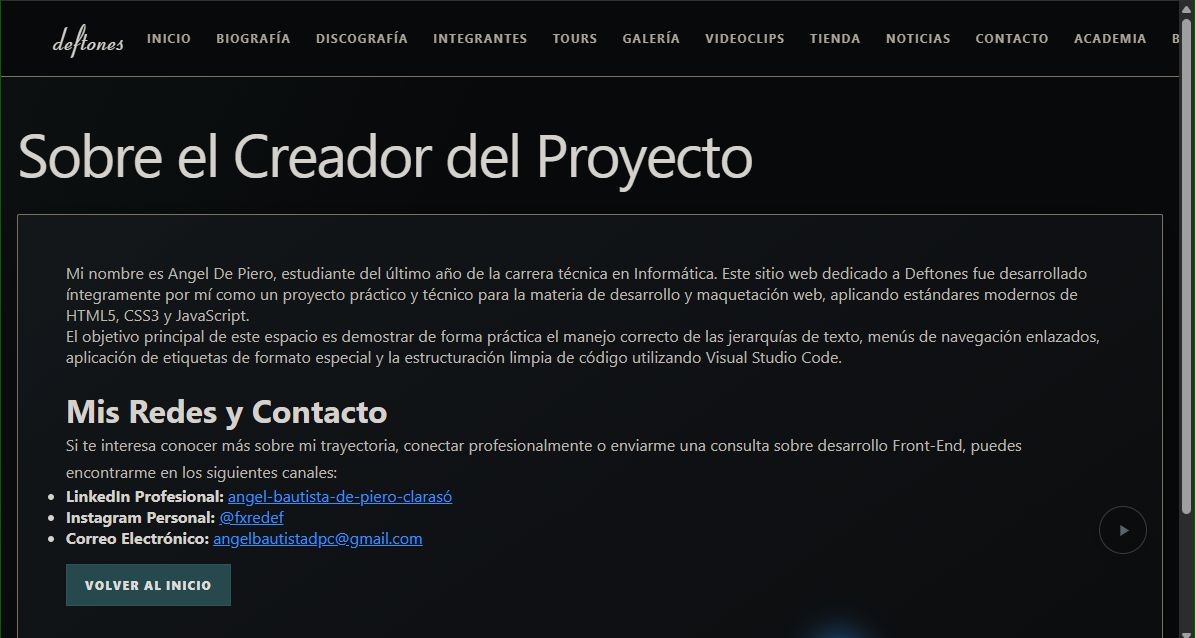 deftones INICIO BIOGRAFÍA DISCOGRAFÍA INTEGRANTES TOURS GALERÍA VIDEOCLIPS TIENDA NOTICIAS CONTACTO ACADEMIA
Sobre el Creador del Proyecto
Mi nombre es Angel De Piero, estudiante del último año de la carrera técnica en Informática. Este sitio web dedicado a Deftones fue desarrollado
íntegramente por mí como un proyecto práctico y técnico para la materia de desarrollo y maquetación web, aplicando estándares modernos de
HTML5, CSS3 y JavaScript.
El objetivo principal de este espacio es demostrar de forma práctica el manejo correcto de las jerarquías de texto, menús de navegación enlazados,
aplicación de etiquetas de formato especial y la estructuración limpia de código utilizando Visual Studio Code.
Mis Redes y Contacto
Si te interesa conocer más sobre mi trayectoria, conectar profesionalmente o enviarme una consulta sobre desarrollo Front-End, puedes
encontrarme en los siguientes canales:
LinkedIn Profesional: angel-bautista-de-piero-clarasó
Instagram Personal: @fxredef
Correo Electrónico: angelbautistadpc@gmail.com
VOLVER AL INICIO